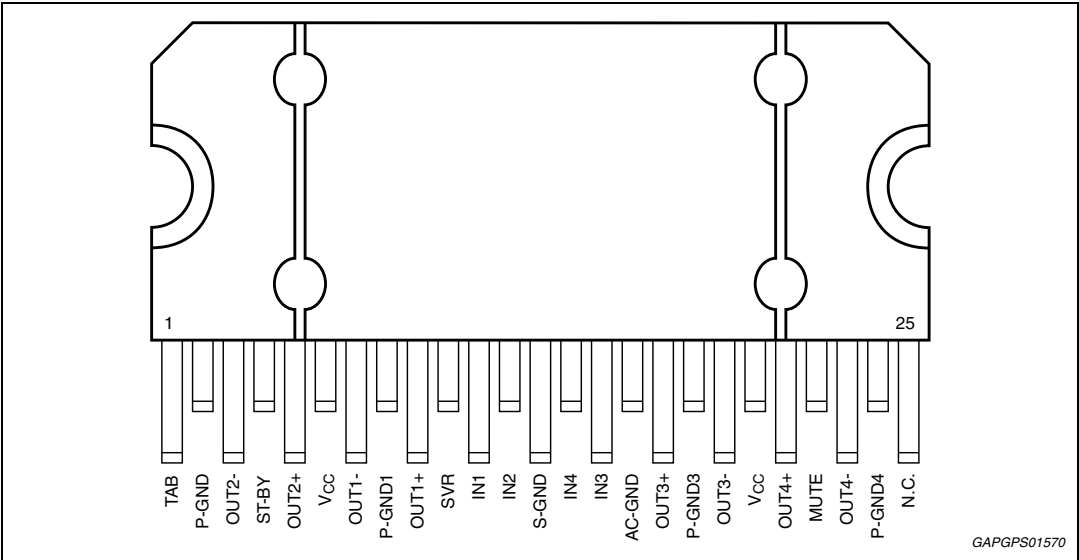 1
25
TAB
P-GND
OUT2-
ST-BY
OUT2+
VCC
OUT1-
P-GND1
OUT1+
SVR
IN1
IN2
S-GND
IN4
IN3
AC-GND
OUT3+
P-GND3
OUT3-
VCC
OUT4+
MUTE
OUT4-
P-GND4
N.C.
GAPGPS01570